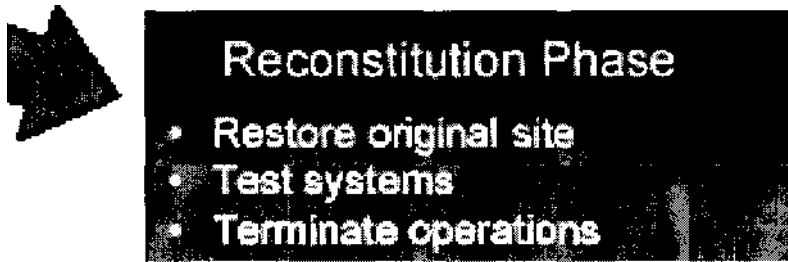 Reconstitution Phase
• Restore original site
• Test systems
• Terminate operations